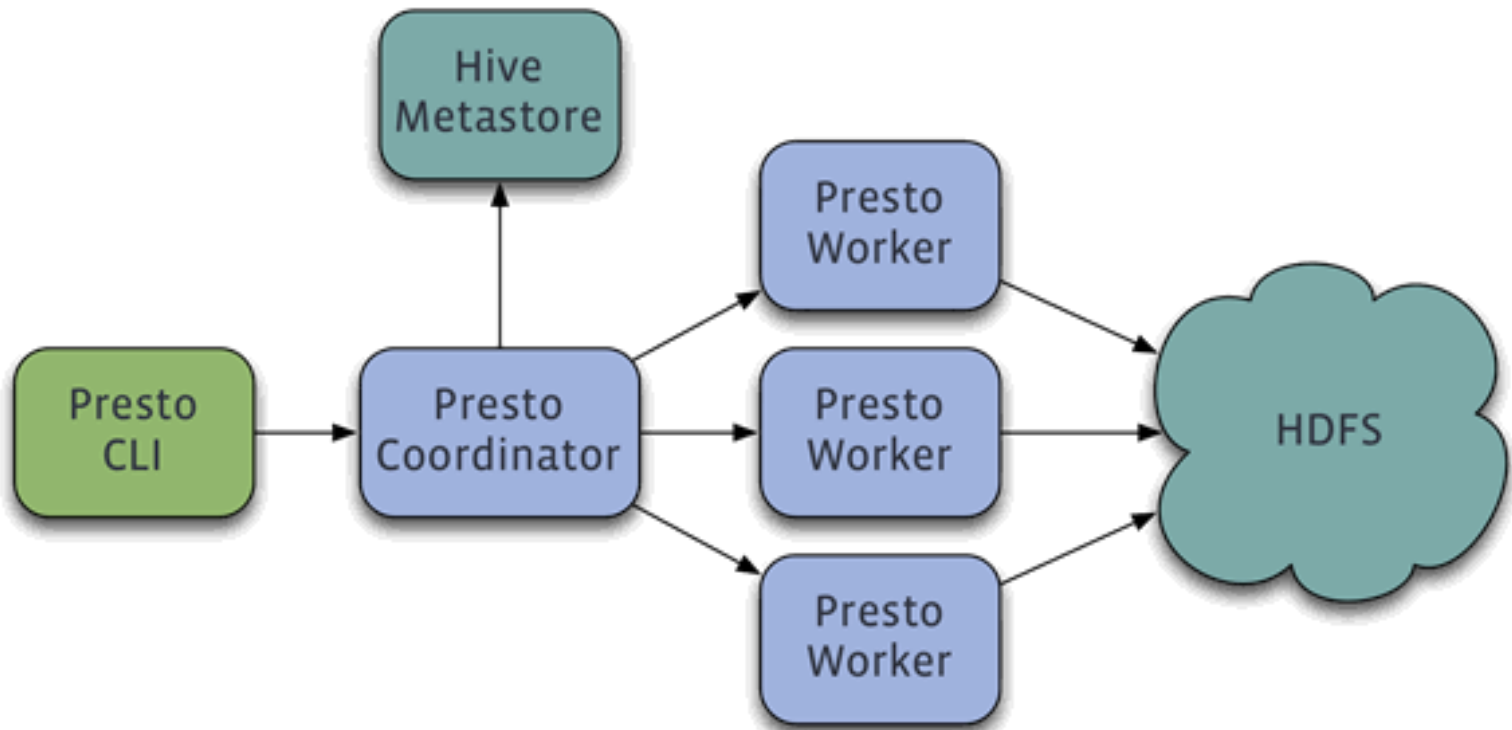 Hive
Metastore
Presto
Worker
Presto
CLI
Presto
Coordinator
Presto
Worker
HDFS
Presto
Worker